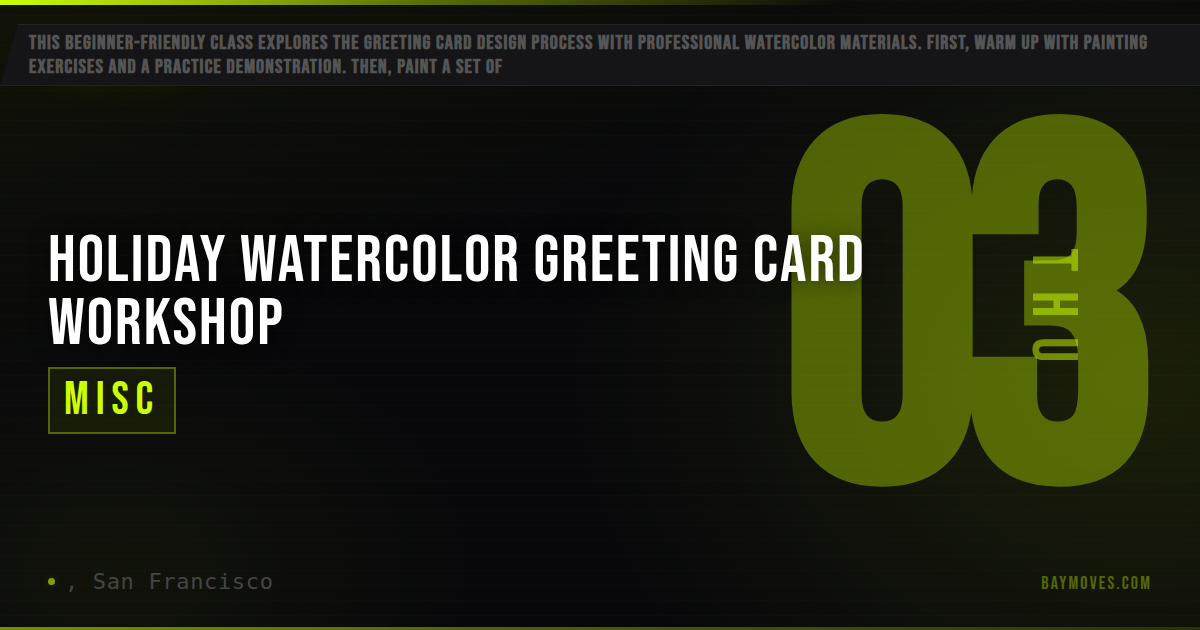 THIS BEGINNER-FRIENDLY CLASS EXPLORES THE GREETING CARD DESIGN PROCESS WITH PROFESSIONAL WATERCOLOR MATERIALS. FIRST, WARM UP WITH PAINTING
EXERCISES AND A PRACTICE DEMONSTRATION. THEN, PAINT A SET OF
03
THU
HOLIDAY WATERCOLOR GREETING CARD
WORKSHOP
MISC
, San Francisco
BAYMOVES.COM